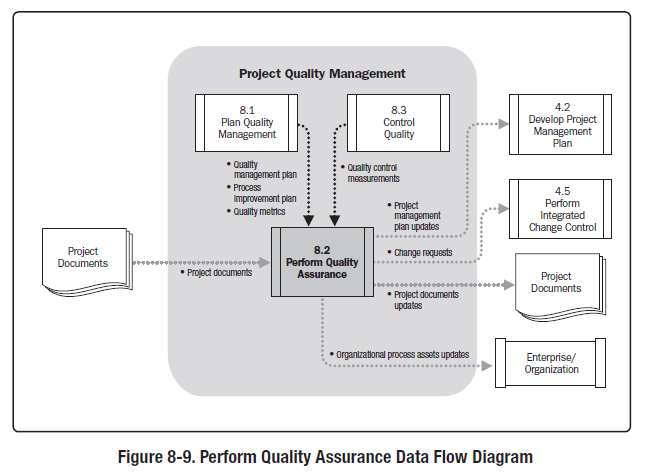 Project Quality Management
8.1
Plan Quality
Management
8.3
Control
Quality
4.2
Develop Project
Management
Plan
• Quality
management plan
• Process
improvement plan
• Quality metrics
• Quality control
measurements
4.5
Perform
Integrated
Change Control
• Project
management
plan updates
Project
Documents
• Project documents
8.2
Perform Quality
Assurance
• Change requests
Project
Documents
• Project documents
updates
• Organizational process assets updates
Enterprise/
Organization
Figure 8-9. Perform Quality Assurance Data Flow Diagram